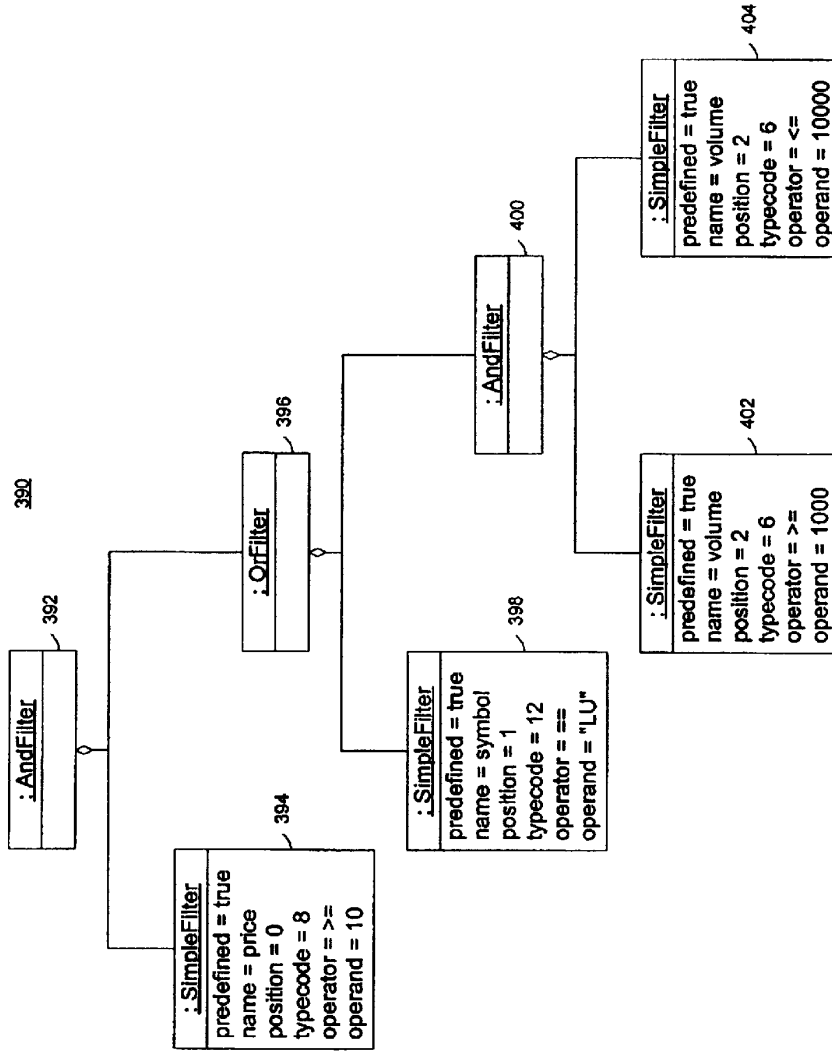 390
: AndFilter
392
: SimpleFilter
predefined = true
name = price
position = 0
typecode = 8
operator = >=
operand = 10
394
: OrFilter
396
: SimpleFilter
predefined = true
name = symbol
position = 1
typecode = 12
operator = ==
operand = "LU"
398
: AndFilter
400
: SimpleFilter
predefined = true
name = volume
position = 2
typecode = 6
operator = >=
operand = 1000
402
: SimpleFilter
predefined = true
name = volume
position = 2
typecode = 6
operator = <=
operand = 10000
404